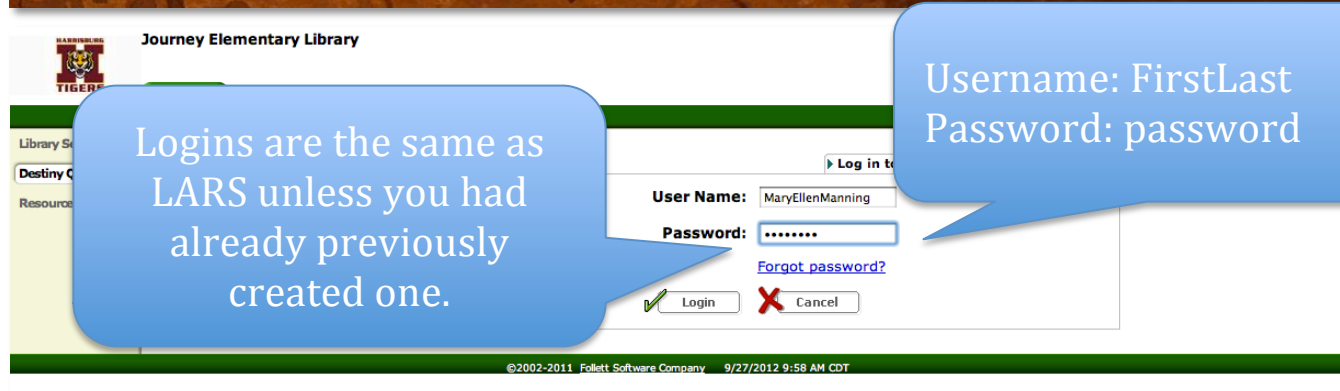 HARRISBURG
TIGERS
Journey Elementary Library
Username: FirstLast
Password: password
Logins are the same as
LARS unless you had
already previously
created one.
Library
Destiny
Resource
Log in
User Name: MaryEllenManning
Password: ••••••••
Forgot password?
Login Cancel
©2002-2011 Follett Software Company 9/27/2012 9:58 AM CDT